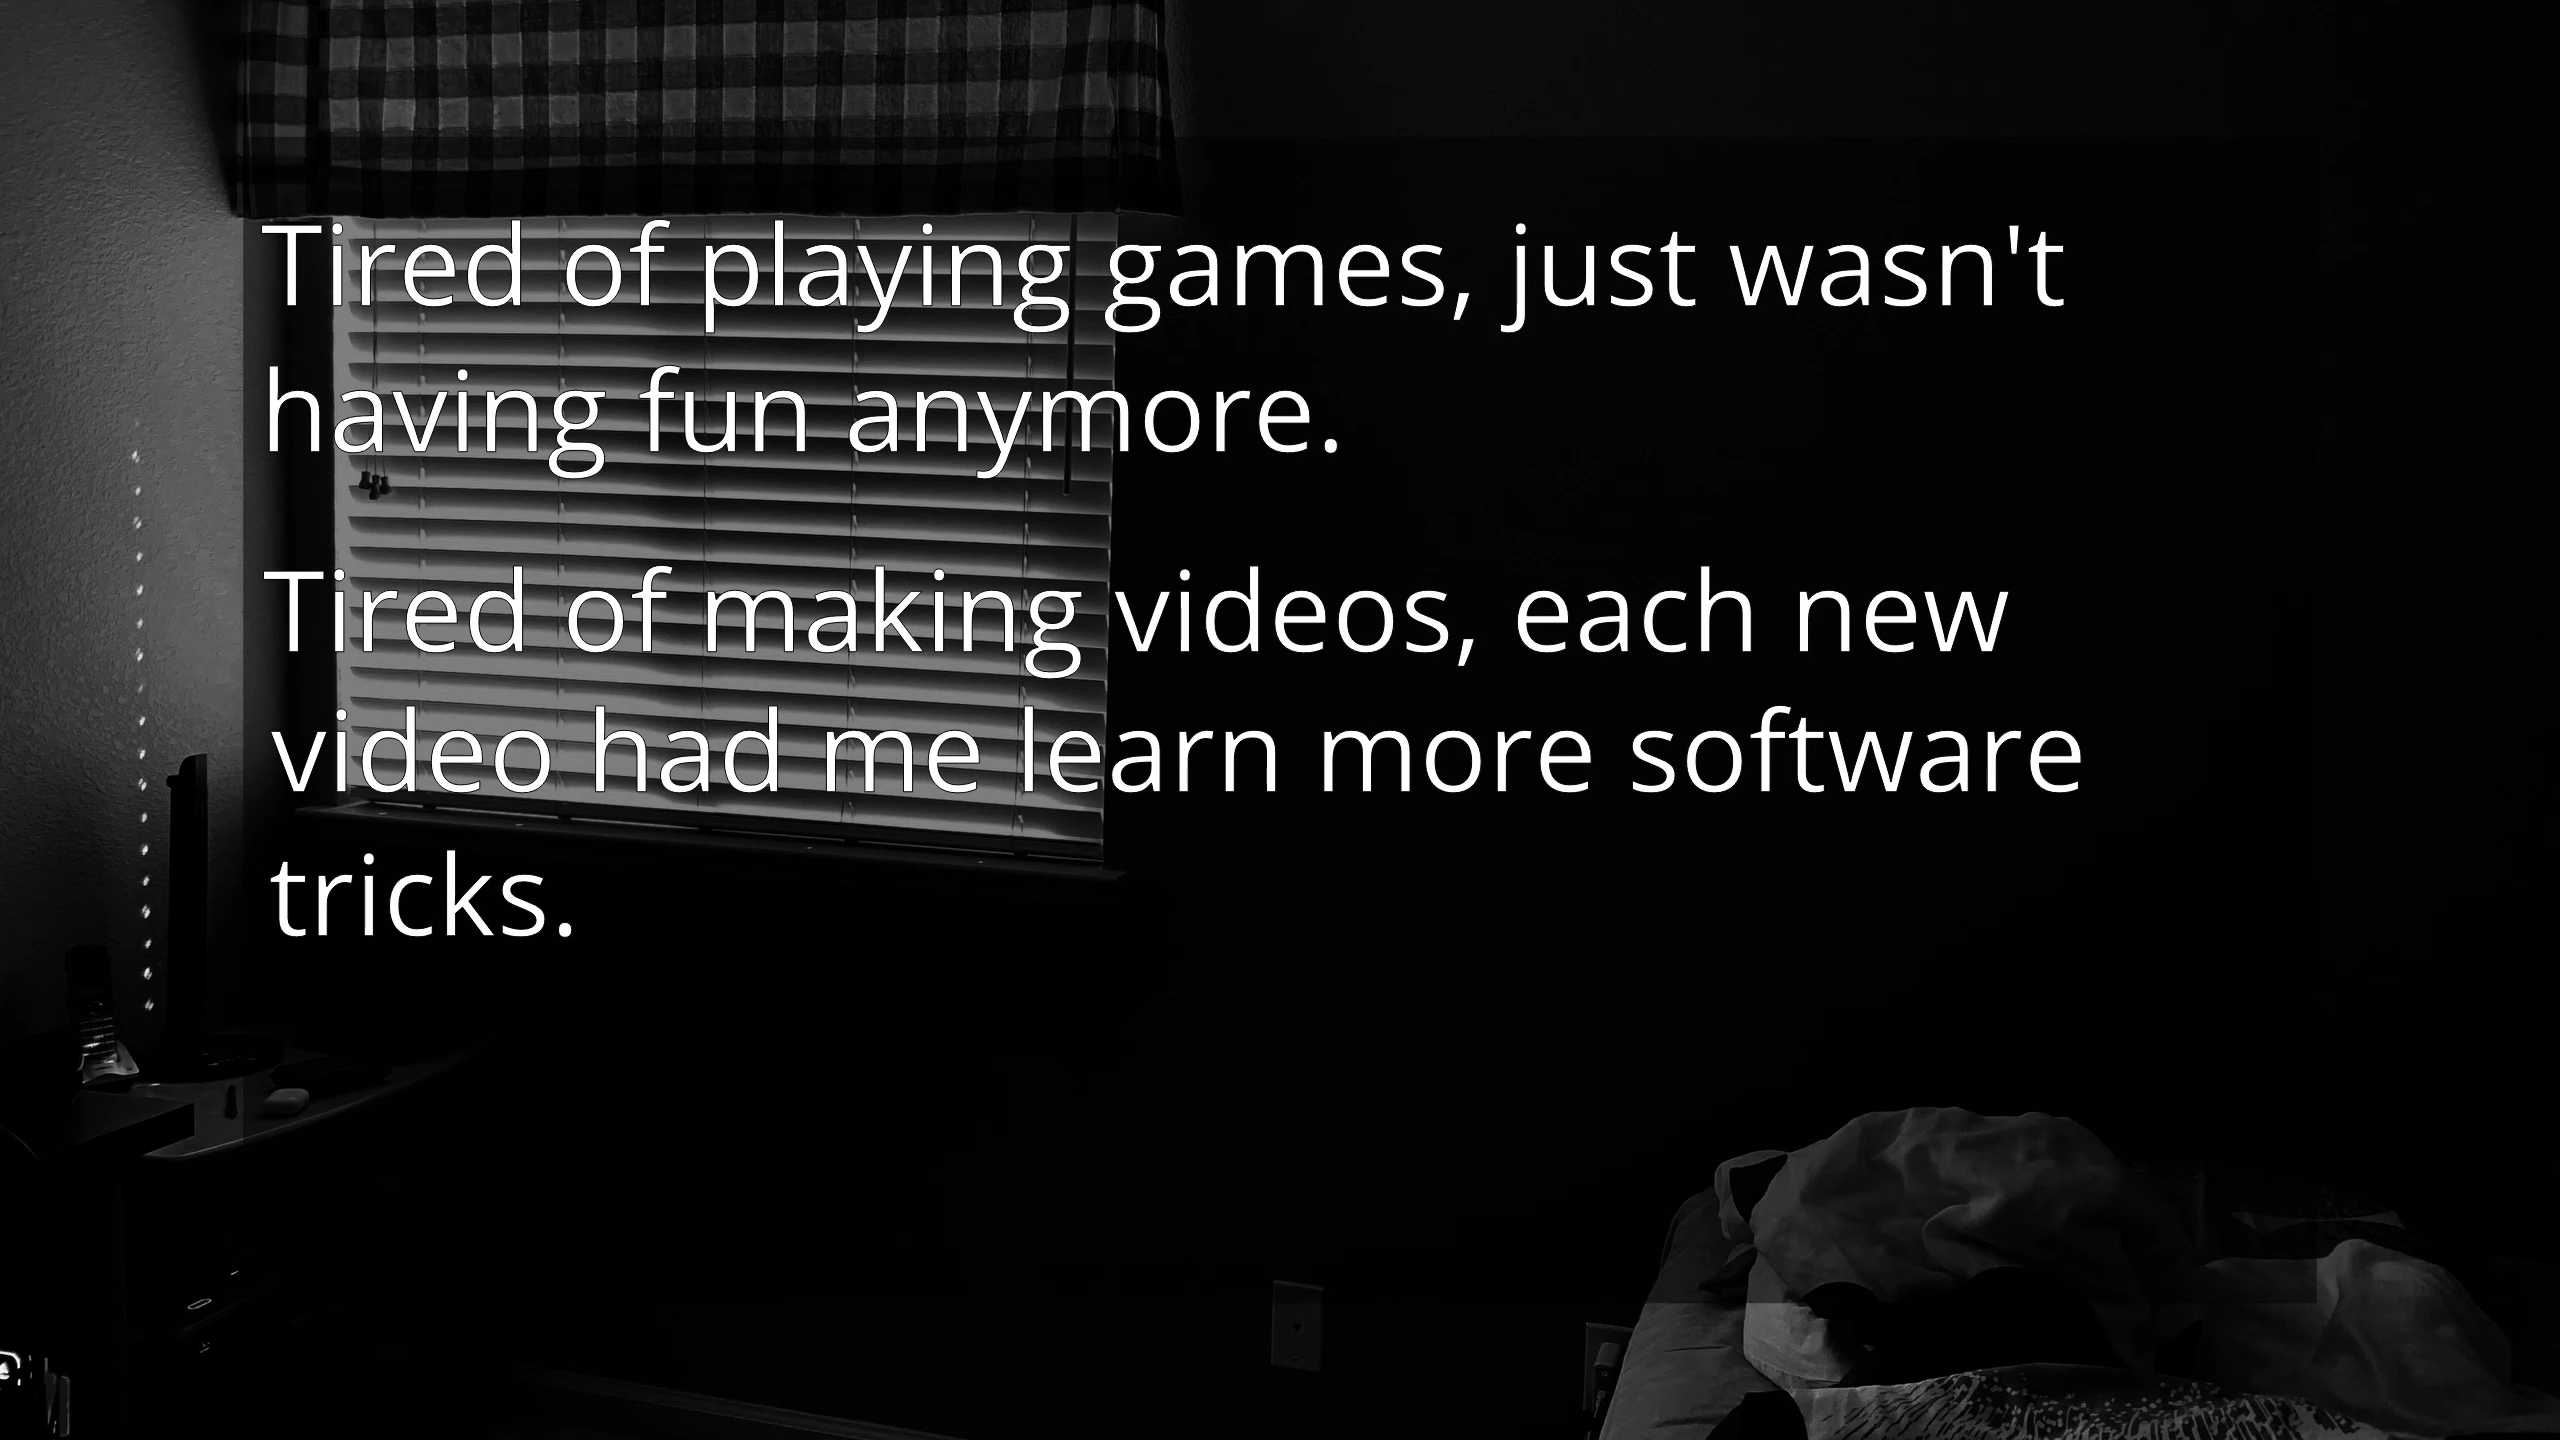 Tired of playing games, just wasn't
having fun anymore.
Tired of making videos, each new
video had me learn more software
tricks.